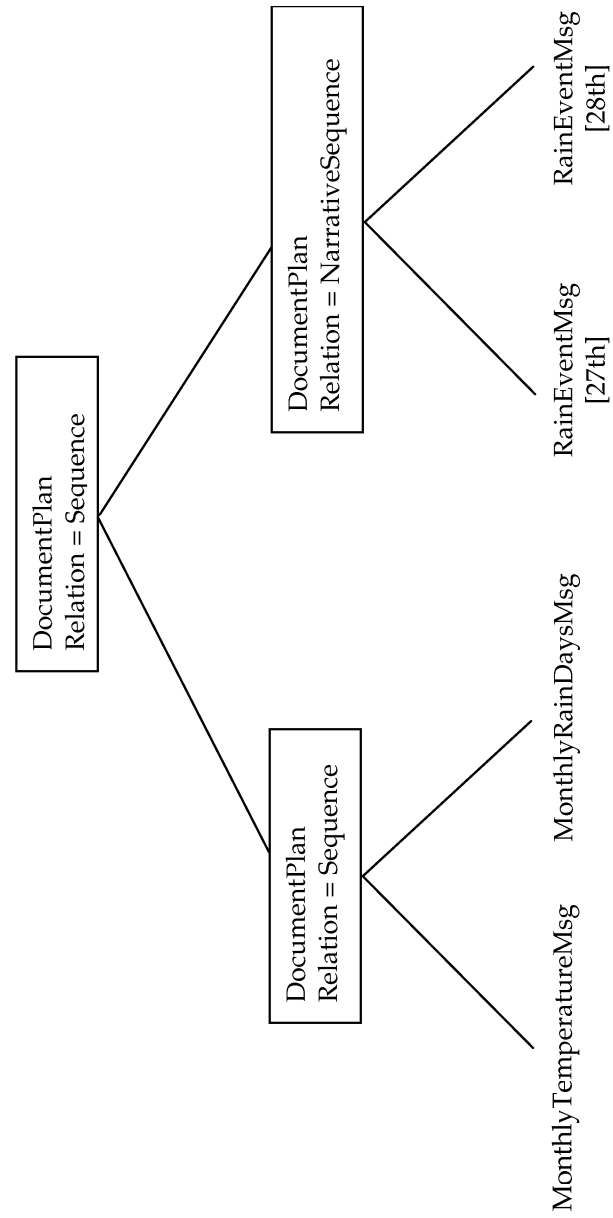 DocumentPlan
Relation = Sequence
DocumentPlan
Relation = Sequence
DocumentPlan
Relation = NarrativeSequence
MonthlyTemperatureMsg
MonthlyRainDaysMsg
RainEventMsg
[27th]
RainEventMsg
[28th]